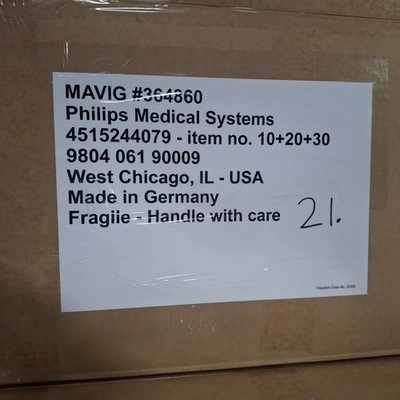 MAVIG #364860
Philips Medical Systems
4515244079 - item no. 10+20+30
9804 061 90009
West Chicago, IL - USA
Made in Germany
Fragile - Handle with care 21.